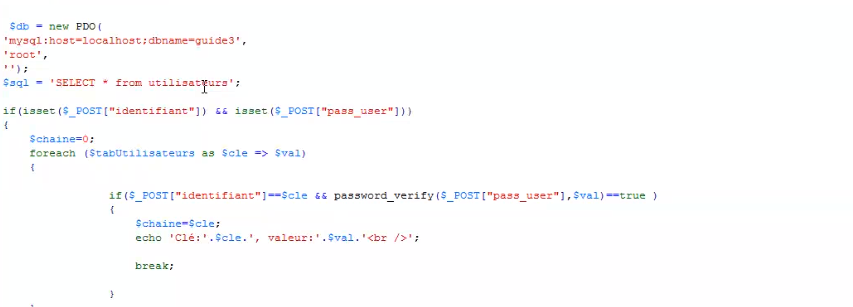 $db = new PDO(
'mysql:host=localhost;dbname=guide3',
'root',
'');
$sql = 'SELECT * from utilisateurs';
if(isset($_POST["identifiant"]) && isset($_POST["pass_user"]))
{
$chaine=0;
foreach ($tabUtilisateurs as $cle => $val)
{
if($_POST["identifiant"]==$cle && password_verify($_POST["pass_user"],$val)==true )
{
$chaine=$cle;
echo 'Clé:'.$cle.', valeur:'.$val.'<br />';
break;
}